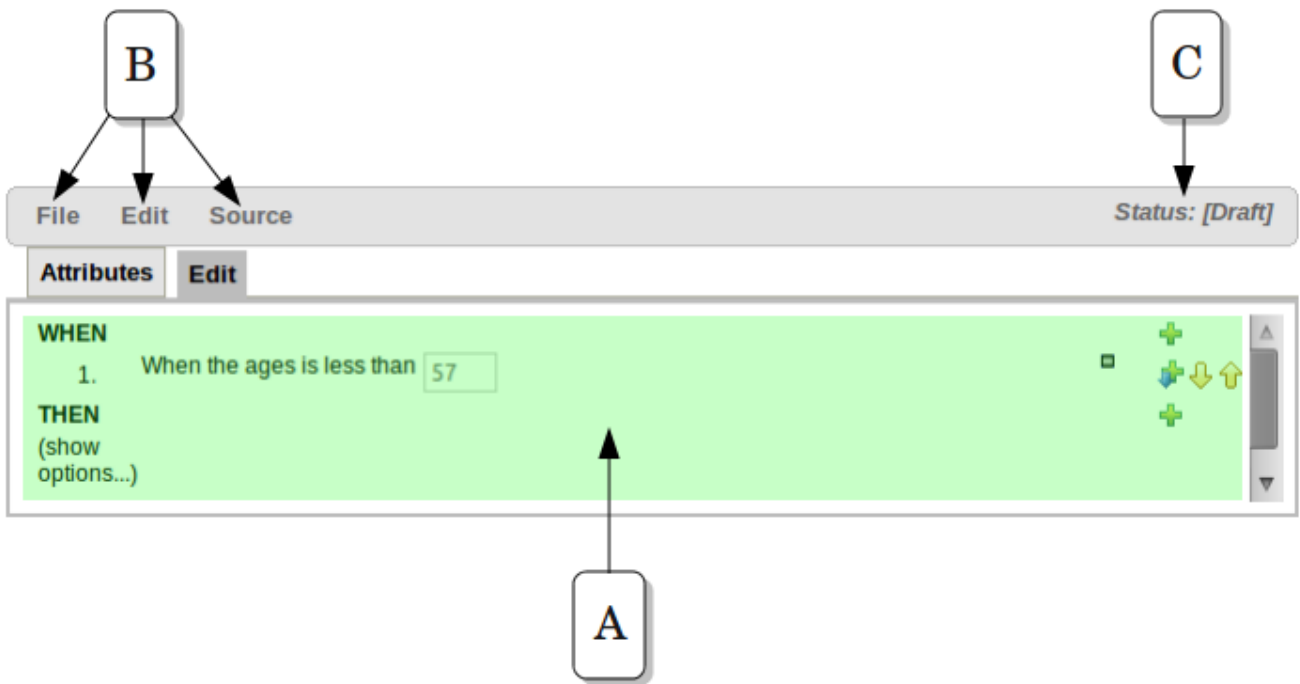 B
C
File Edit Source Status: [Draft]
Attributes Edit
WHEN
1. When the ages is less than 57
THEN
(show
options...)
A